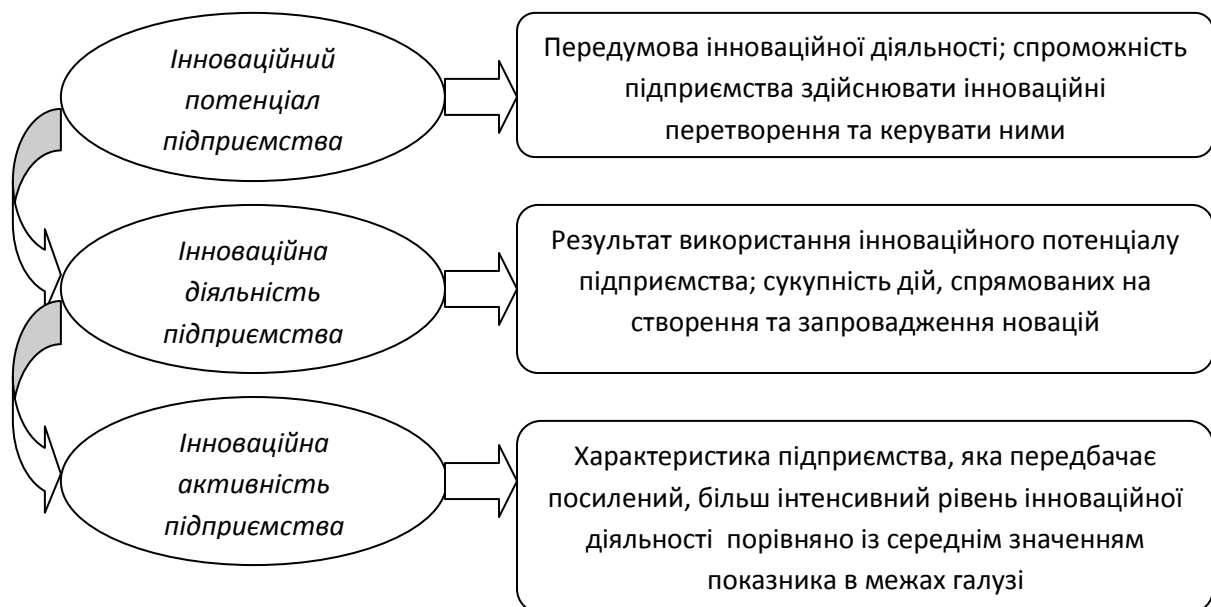 Інноваційний
потенціал
підприємства
Передумова інноваційної діяльності; спроможність
підприємства здійснювати інноваційні
перетворення та керувати ними
Інноваційна
діяльність
підприємства
Результат використання інноваційного потенціалу
підприємства; сукупність дій, спрямованих на
створення та запровадження новацій
Інноваційна
активність
підприємства
Характеристика підприємства, яка передбачає
посилений, більш інтенсивний рівень інноваційної
діяльності порівняно із середнім значенням
показника в межах галузі